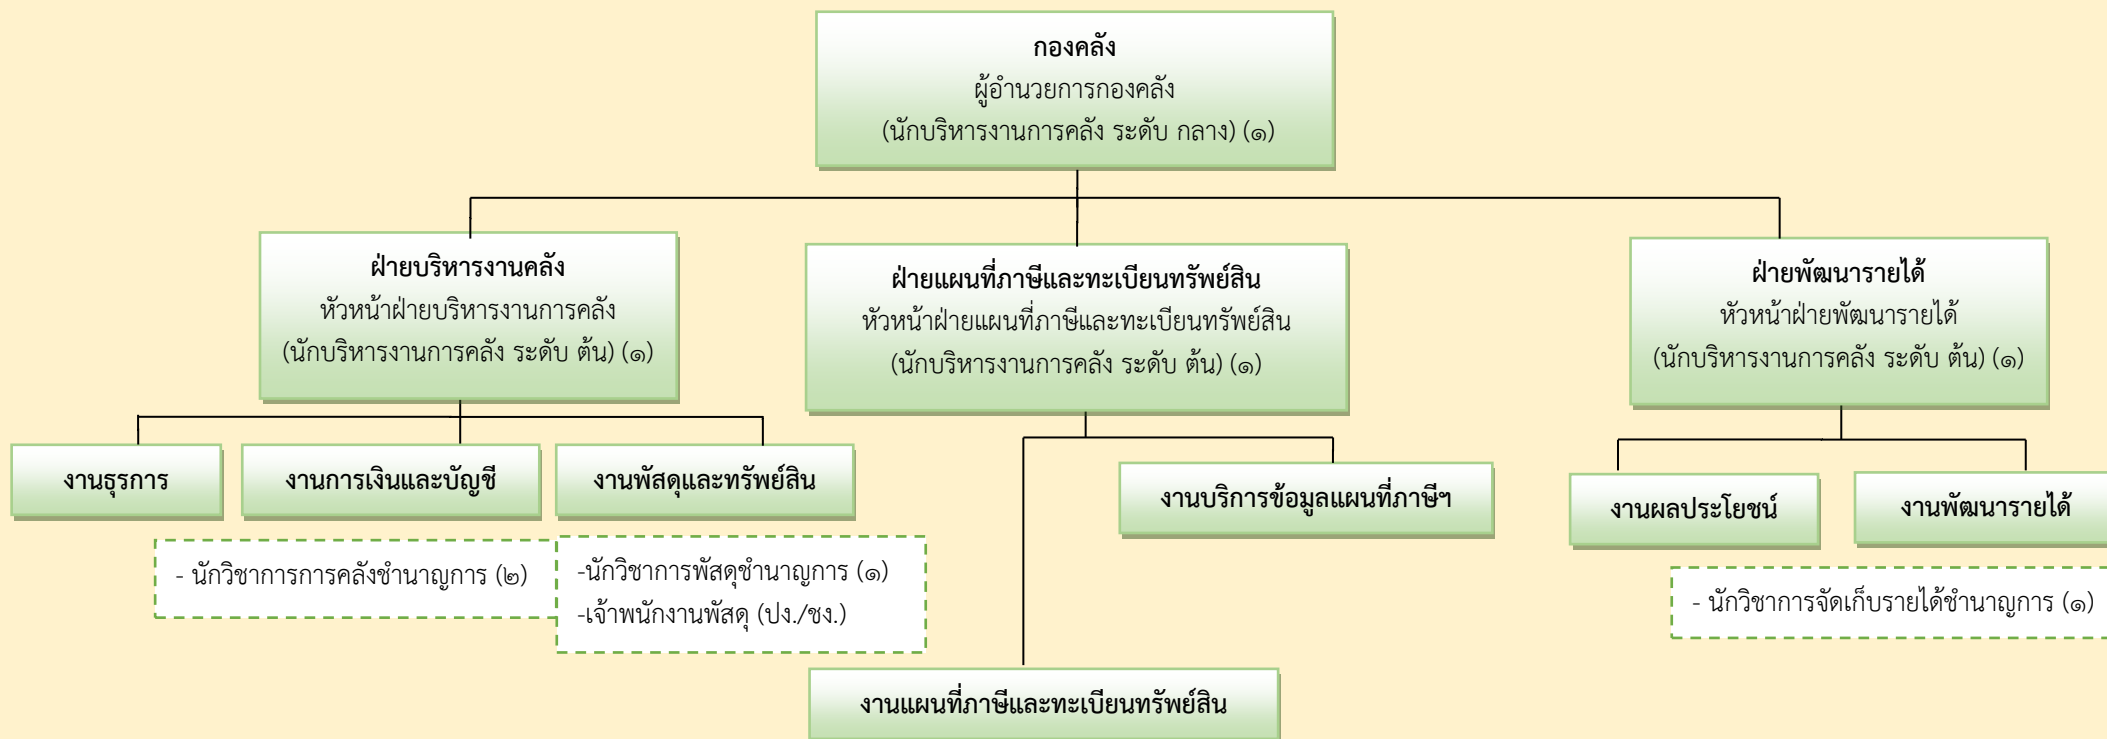 กองคลัง
ผู้อำนวยการกองคลัง
(นักบริหารงานการคลัง ระดับ กลาง) (๑)
ฝ่ายบริหารงานคลัง
หัวหน้าฝ่ายบริหารงานการคลัง
(นักบริหารงานการคลัง ระดับ ต้น) (๑)
ฝ่ายแผนที่ภาษีและทะเบียนทรัพย์สิน
หัวหน้าฝ่ายแผนที่ภาษีและทะเบียนทรัพย์สิน
(นักบริหารงานการคลัง ระดับ ต้น) (๑)
ฝ่ายพัฒนารายได้
หัวหน้าฝ่ายพัฒนารายได้
(นักบริหารงานการคลัง ระดับ ต้น) (๑)
งานธุรการ
งานการเงินและบัญชี
งานพัสดุและทรัพย์สิน
งานบริการข้อมูลแผนที่ภาษีฯ
งานผลประโยชน์
งานพัฒนารายได้
- นักวิชาการการคลังชำนาญการ (๒)
-นักวิชาการพัสดุชำนาญการ (๑)
-เจ้าพนักงานพัสดุ (ปง./ชง.)
- นักวิชาการจัดเก็บรายได้ชำนาญการ (๑)
งานแผนที่ภาษีและทะเบียนทรัพย์สิน